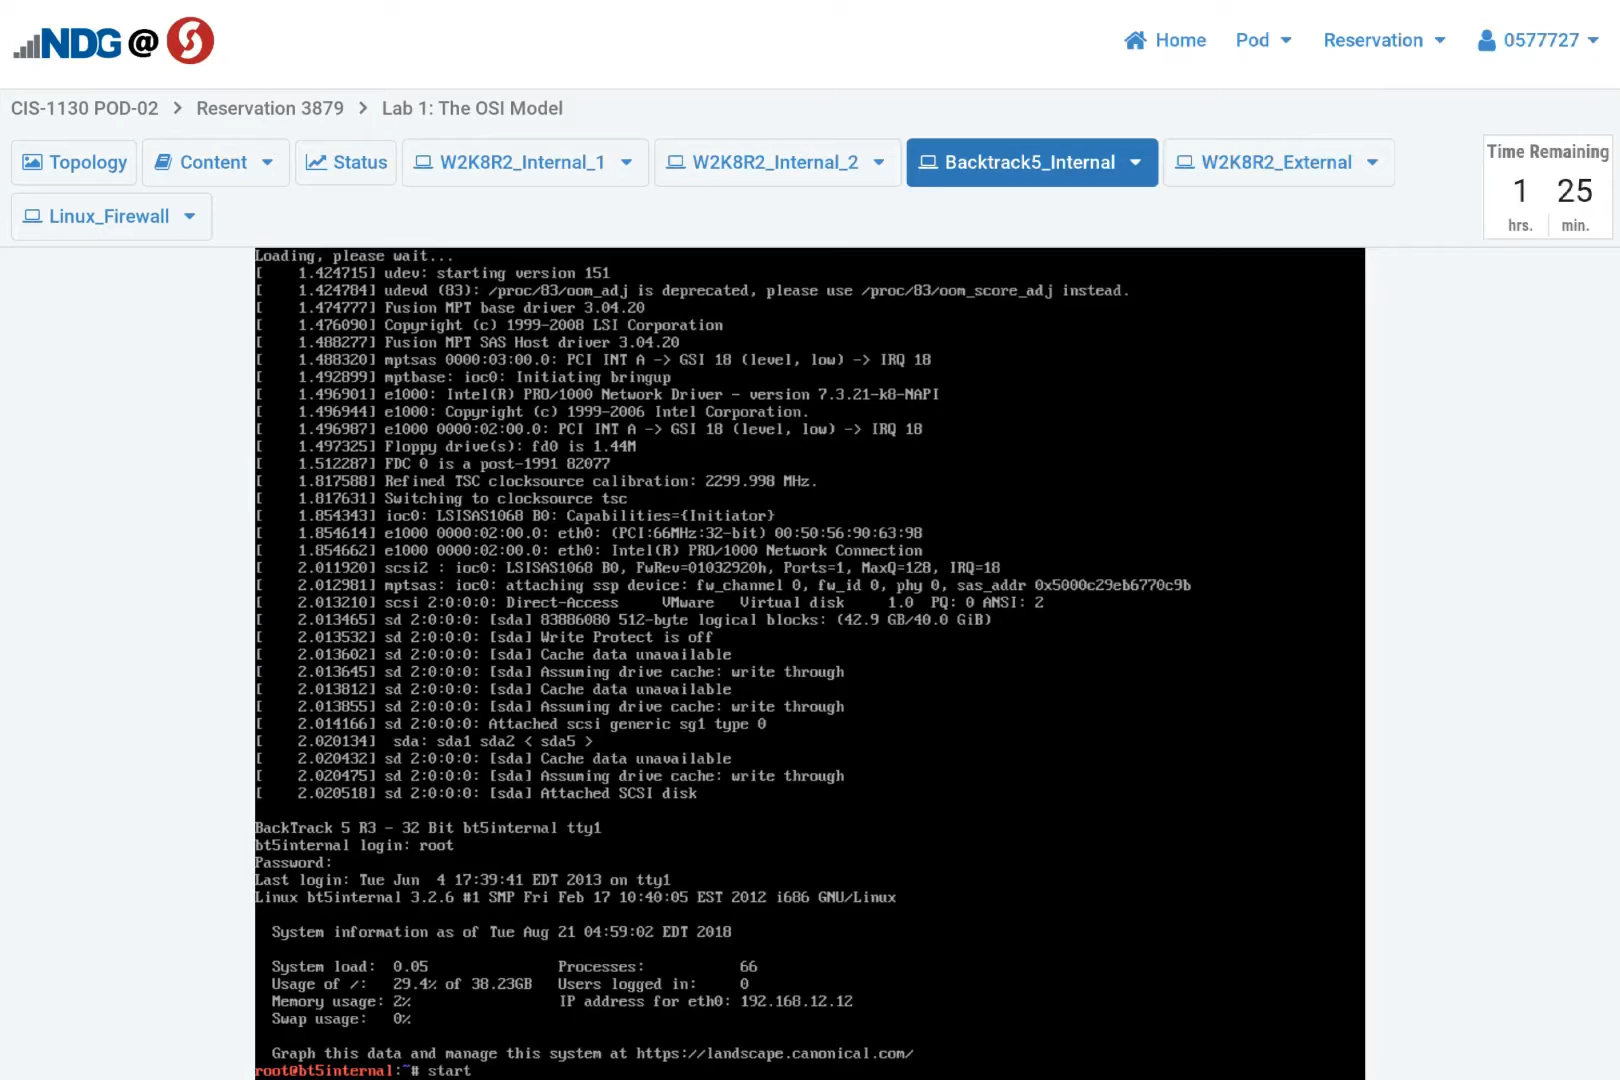 NDG @
Home Pod Reservation 0577727
CIS-1130 POD-02 > Reservation 3879 > Lab 1: The OSI Model
Topology Content Status W2K8R2_Internal_1 W2K8R2_Internal_2 Backtrack5_Internal W2K8R2_External
Linux_Firewall
Time Remaining
1 25
hrs. min.
Loading, please wait...
[    1.424715] udev: starting version 151
[    1.424784] udevd (83): /proc/83/oom_adj is deprecated, please use /proc/83/oom_score_adj instead.
[    1.474777] Fusion MPT base driver 3.04.20
[    1.476090] Copyright (c) 1999-2008 LSI Corporation
[    1.488277] Fusion MPT SAS Host driver 3.04.20
[    1.488320] mptsas 0000:03:00.0: PCI INT A -> GSI 18 (level, low) -> IRQ 18
[    1.492899] mptbase: ioc0: Initiating bringup
[    1.496901] e1000: Intel(R) PRO/1000 Network Driver - version 7.3.21-k8-NAPI
[    1.496944] e1000: Copyright (c) 1999-2006 Intel Corporation.
[    1.496987] e1000 0000:02:00.0: PCI INT A -> GSI 18 (level, low) -> IRQ 18
[    1.497325] Floppy drive(s): fd0 is 1.44M
[    1.512287] FDC 0 is a post-1991 82077
[    1.817588] Refined TSC clocksource calibration: 2299.998 MHz.
[    1.817631] Switching to clocksource tsc
[    1.854343] ioc0: LSISAS1068 B0: Capabilities={Initiator}
[    1.854614] e1000 0000:02:00.0: eth0: (PCI:66MHz:32-bit) 00:50:56:90:63:98
[    1.854662] e1000 0000:02:00.0: eth0: Intel(R) PRO/1000 Network Connection
[    2.011920] scsi2 : ioc0: LSISAS1068 B0, FwRev=01032920h, Ports=1, MaxQ=128, IRQ=18
[    2.012981] mptsas: ioc0: attaching ssp device: fw_channel 0, fw_id 0, phy 0, sas_addr 0x5000c29eb6770c9b
[    2.013210] scsi 2:0:0:0: Direct-Access     VMware   Virtual disk     1.0  PQ: 0 ANSI: 2
[    2.013465] sd 2:0:0:0: [sda] 83886080 512-byte logical blocks: (42.9 GB/40.0 GiB)
[    2.013532] sd 2:0:0:0: [sda] Write Protect is off
[    2.013602] sd 2:0:0:0: [sda] Cache data unavailable
[    2.013645] sd 2:0:0:0: [sda] Assuming drive cache: write through
[    2.013812] sd 2:0:0:0: [sda] Cache data unavailable
[    2.013855] sd 2:0:0:0: [sda] Assuming drive cache: write through
[    2.014166] sd 2:0:0:0: Attached scsi generic sg1 type 0
[    2.020134]  sda: sda1 sda2 < sda5 >
[    2.020432] sd 2:0:0:0: [sda] Cache data unavailable
[    2.020475] sd 2:0:0:0: [sda] Assuming drive cache: write through
[    2.020518] sd 2:0:0:0: [sda] Attached SCSI disk
BackTrack 5 R3 - 32 Bit bt5internal tty1
bt5internal login: root
Password:
Last login: Tue Jun  4 17:39:41 EDT 2013 on tty1
Linux bt5internal 3.2.6 #1 SMP Fri Feb 17 10:40:05 EST 2012 i686 GNU/Linux
System information as of Tue Aug 21 04:59:02 EDT 2018
System load:  0.05               Processes:           66
Usage of /:   29.4% of 38.23GB   Users logged in:     0
Memory usage: 2%                 IP address for eth0: 192.168.12.12
Swap usage:   0%
Graph this data and manage this system at https://landscape.canonical.com/
root@bt5internal:~# start